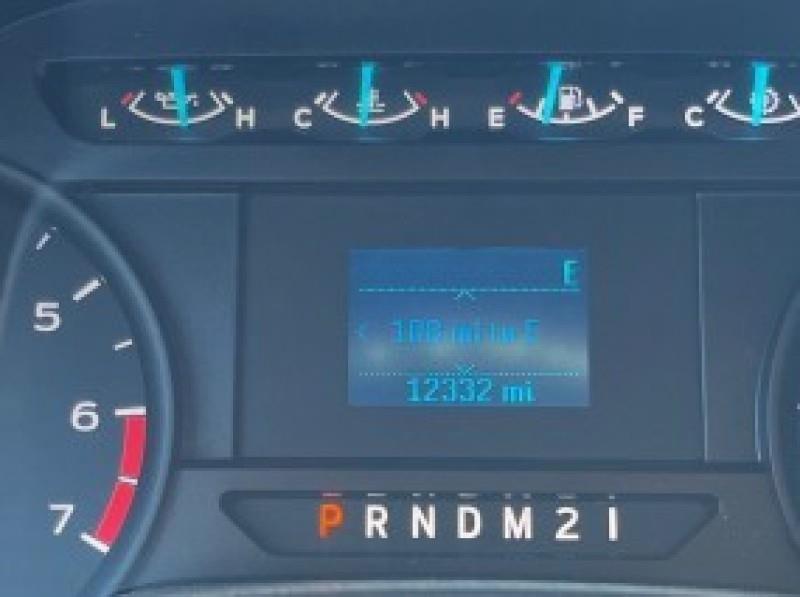 L H C H E F C
E
5
mi to E
6
12332 mi
7
P R N D M 2 1